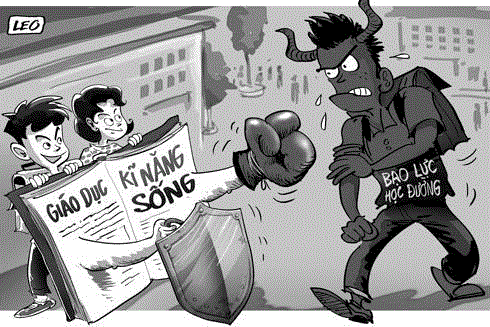 LEO
GIÁO DỤC
KĨ NĂNG
SỐNG
BẠO LỰC
HỌC ĐƯỜNG